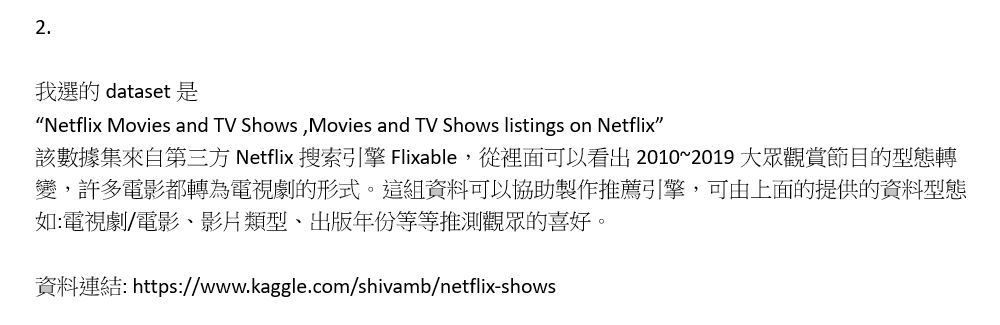 2.
我選的 dataset 是
“Netflix Movies and TV Shows ,Movies and TV Shows listings on Netflix”
該數據集來自第三方 Netflix 搜索引擎 Flixable，從裡面可以看出 2010~2019 大眾觀賞節目的型態轉
變，許多電影都轉為電視劇的形式。這組資料可以協助製作推薦引擎，可由上面的提供的資料型態
如:電視劇/電影、影片類型、出版年份等等推測觀眾的喜好。
資料連結: https://www.kaggle.com/shivamb/netflix-shows